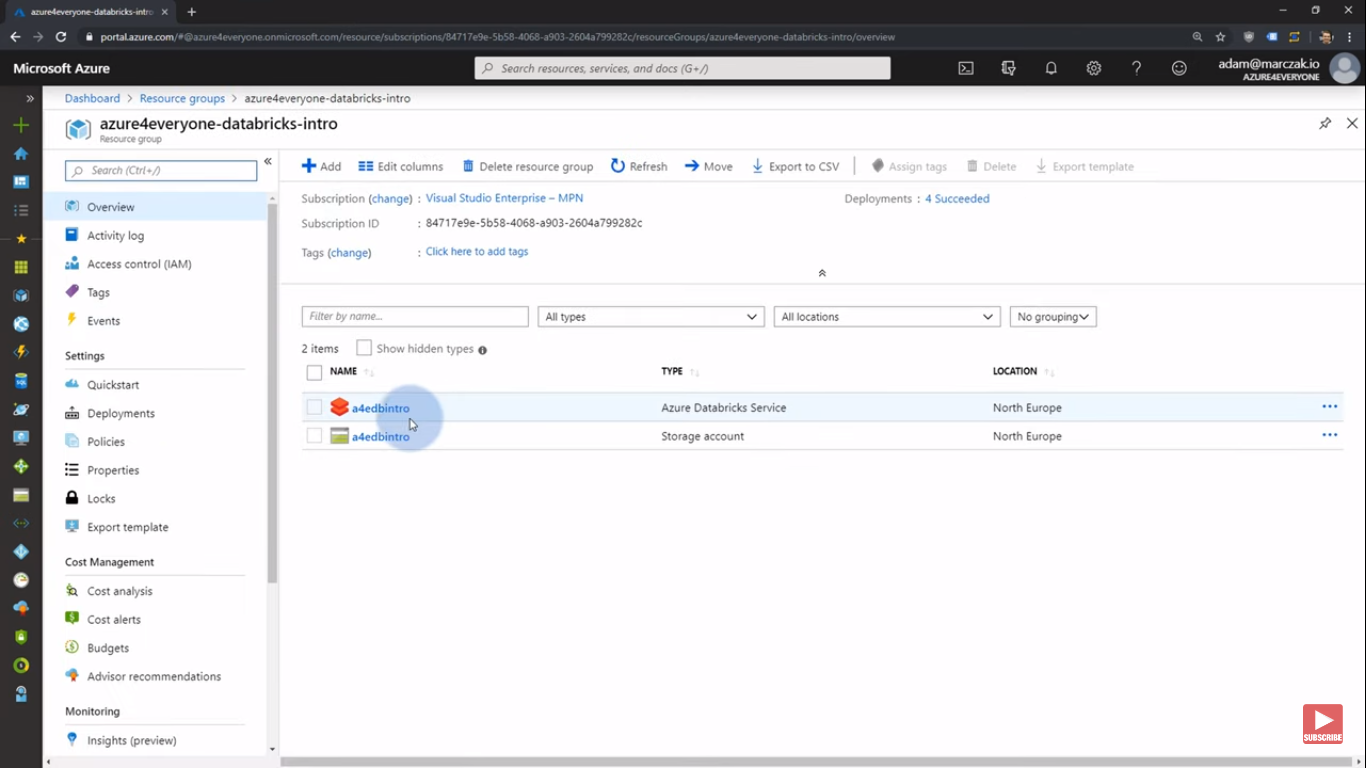 azure4everyone-databricks-intro
portal.azure.com/#@azure4everyone.onmicrosoft.com/resource/subscriptions/84717e9e-5b58-4068-a903-2604a799282c/resourceGroups/azure4everyone-databricks-intro/overview
Microsoft Azure
Search resources, services, and docs (G+/)
adam@marczak.io
AZURE4EVERYONE
Dashboard > Resource groups > azure4everyone-databricks-intro
azure4everyone-databricks-intro
Resource group
Search (Ctrl+/)
Overview
Activity log
Access control (IAM)
Tags
Events
Settings
Quickstart
Deployments
Policies
Properties
Locks
Export template
Cost Management
Cost analysis
Cost alerts
Budgets
Advisor recommendations
Monitoring
Insights (preview)
Add Edit columns Delete resource group Refresh Move Export to CSV Assign tags Delete Export template
Subscription (change) : Visual Studio Enterprise – MPN Deployments : 4 Succeeded
Subscription ID : 84717e9e-5b58-4068-a903-2604a799282c
Tags (change) : Click here to add tags
Filter by name... All types All locations No grouping
2 items Show hidden types
NAME TYPE LOCATION
a4edbintro Azure Databricks Service North Europe
a4edbintro Storage account North Europe
SUBSCRIBE